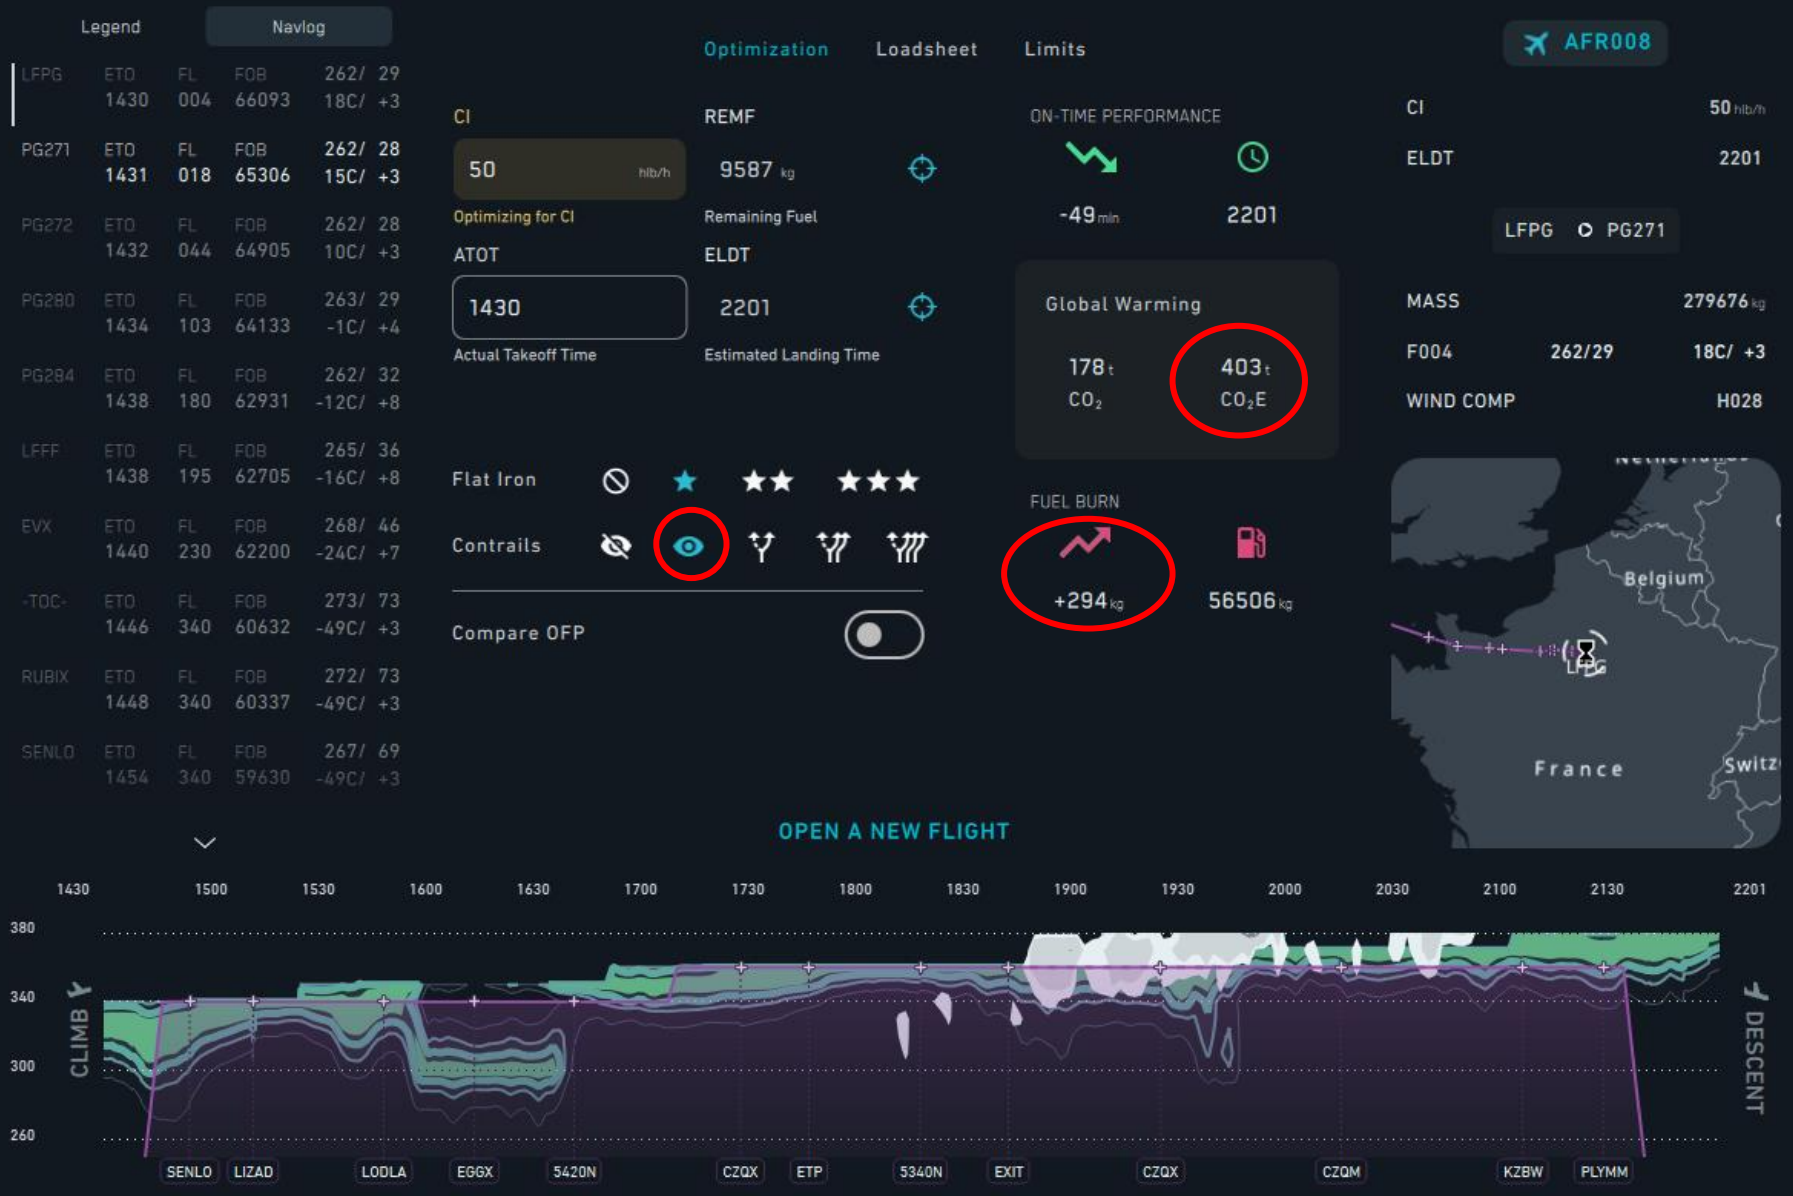 Legend Navlog
LFPG ETO FL FOB 262/ 29
1430 004 66093 18C/ +3
PG271 ETO FL FOB 262/ 28
1431 018 65306 15C/ +3
PG272 ETO FL FOB 262/ 28
1432 044 64905 10C/ +3
PG280 ETO FL FOB 263/ 29
1434 103 64133 -1C/ +4
PG284 ETO FL FOB 262/ 32
1438 180 62931 -12C/ +8
LFFF ETO FL FOB 265/ 36
1438 195 62705 -16C/ +8
EVX ETO FL FOB 268/ 46
1440 230 62200 -24C/ +7
-TOC- ETO FL FOB 273/ 73
1446 340 60632 -49C/ +3
RUBIX ETO FL FOB 272/ 73
1448 340 60337 -49C/ +3
SENLO ETO FL FOB 267/ 69
1454 340 59630 -49C/ +3
Optimization Loadsheet Limits
CI
50 hlb/h
Optimizing for CI
REMF
9587 kg
Remaining Fuel
ATOT
1430
Actual Takeoff Time
ELDT
2201
Estimated Landing Time
Flat Iron
Contrails
Compare OFP
ON-TIME PERFORMANCE
-49 min 2201
Global Warming
178 t 403 t
CO₂ CO₂E
FUEL BURN
+294 kg 56506 kg
AFR008
CI 50 hlb/h
ELDT 2201
LFPG PG271
MASS 279676 kg
F004 262/29 18C/ +3
WIND COMP H028
Belgium
LFPG
France
Switz
OPEN A NEW FLIGHT
1430 1500 1530 1600 1630 1700 1730 1800 1830 1900 1930 2000 2030 2100 2130 2201
380
340
300
260
CLIMB
DESCENT
SENLO LIZAD LODLA EGGX 5420N CZQX ETP 5340N EXIT CZQX CZQM KZBW PLYMM